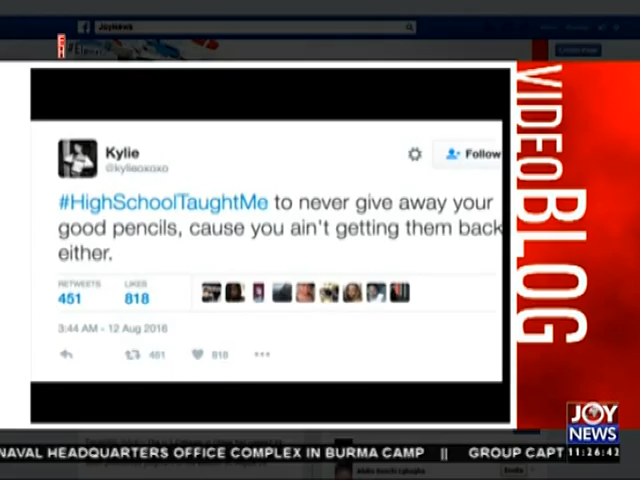 JoyNews
VIDEO BLOG
Kylie
@kylieoxoxo
Follow
#HighSchoolTaughtMe to never give away your
good pencils, cause you ain't getting them back
either.
RETWEETS
LIKES
451
818
3:44 AM - 12 Aug 2016
451
818
JOY
NEWS
NAVAL HEADQUARTERS OFFICE COMPLEX IN BURMA CAMP || GROUP CAPT
11:26:42